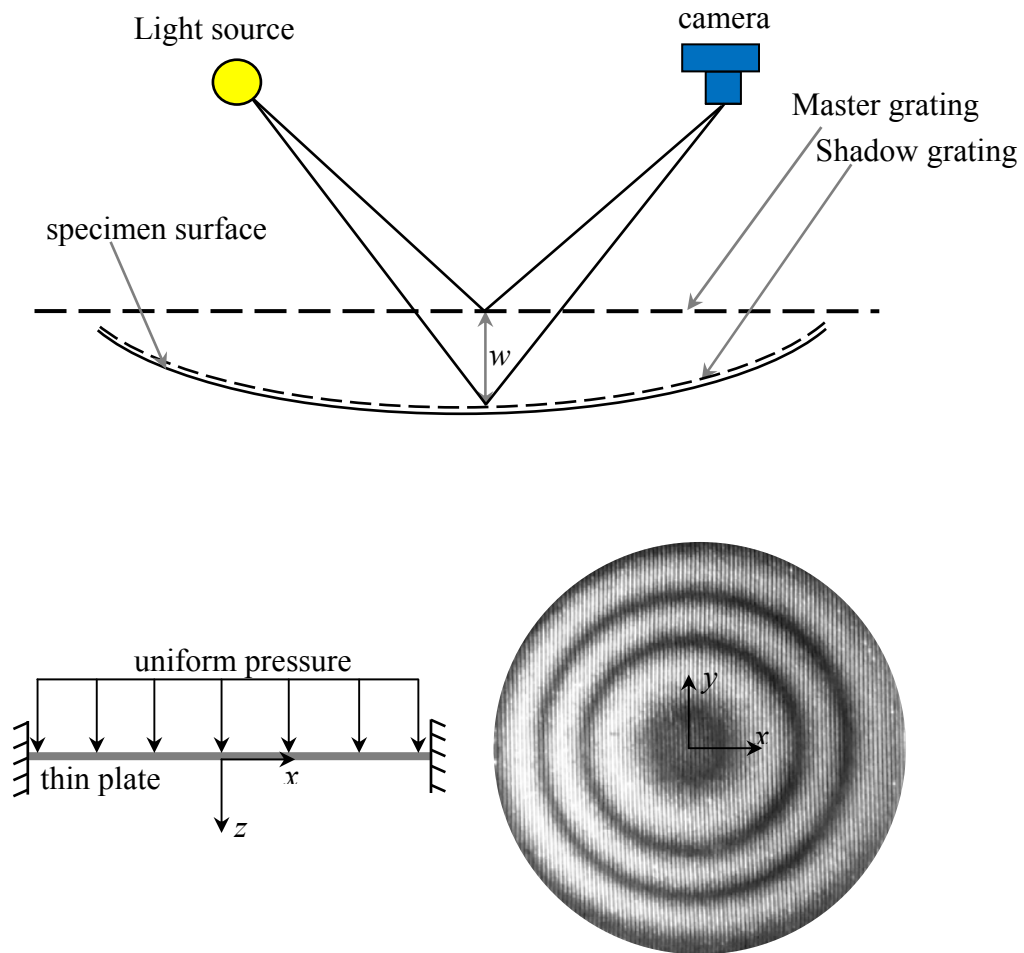 camera
Light source
Master grating
Shadow grating
specimen surface
w
uniform pressure
y
x
thin plate
x
z